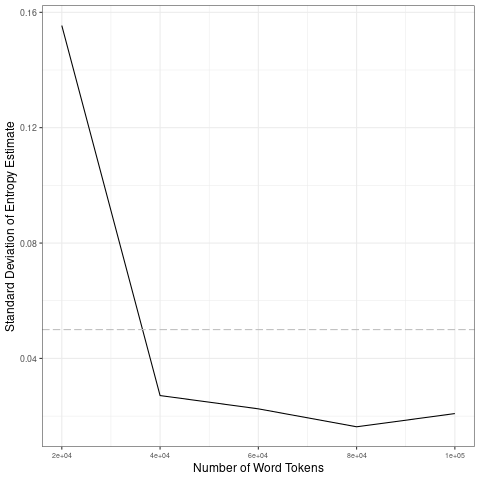 Standard Deviation of Entropy Estimate
0.16
0.12
0.08
0.04
2e+04 4e+04 6e+04 8e+04 1e+05
Number of Word Tokens